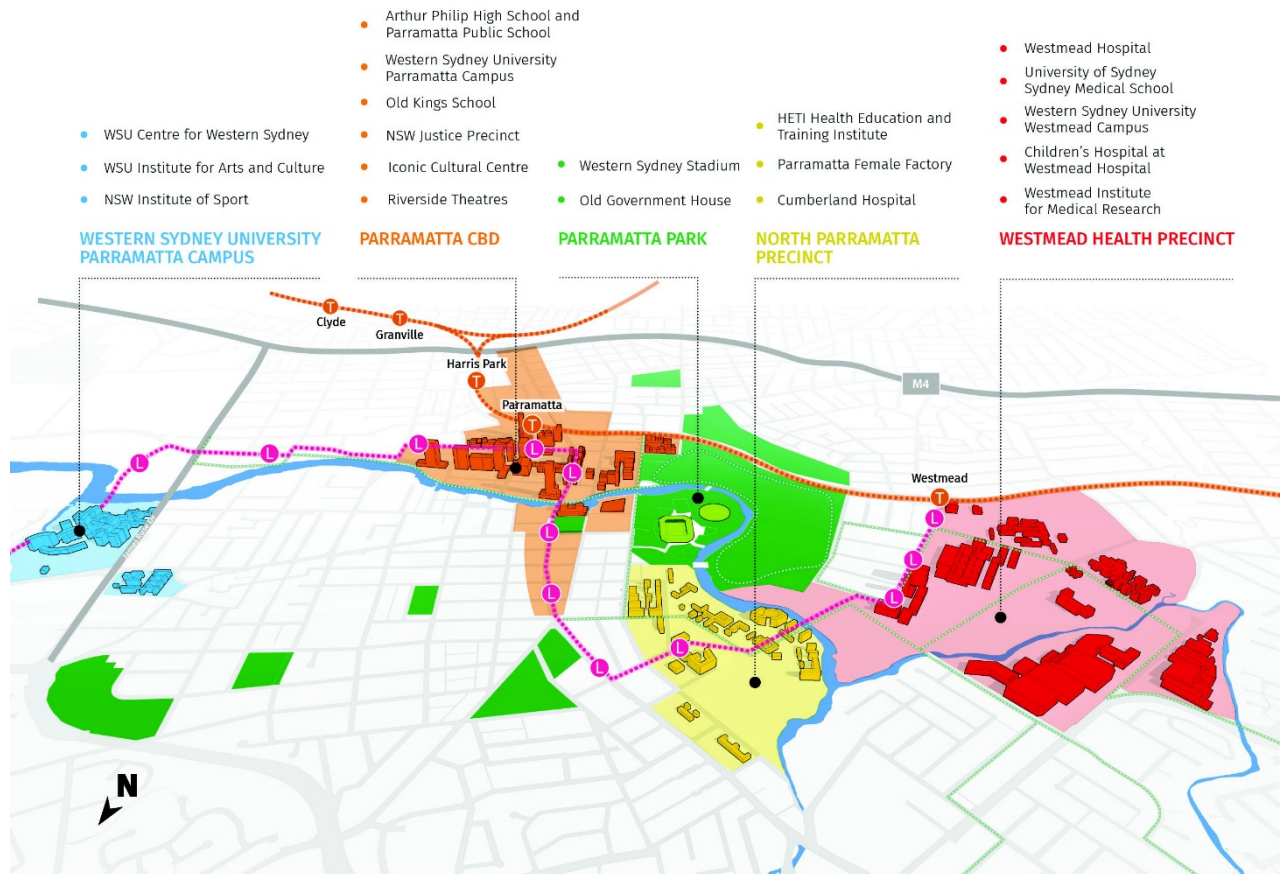 WSU Centre for Western Sydney
WSU Institute for Arts and Culture
NSW Institute of Sport
WESTERN SYDNEY UNIVERSITY
PARRAMATTA CAMPUS
Arthur Philip High School and
Parramatta Public School
Western Sydney University
Parramatta Campus
Old Kings School
NSW Justice Precinct
Iconic Cultural Centre
Riverside Theatres
PARRAMATTA CBD
Western Sydney Stadium
Old Government House
PARRAMATTA PARK
HETI Health Education and
Training Institute
Parramatta Female Factory
Cumberland Hospital
NORTH PARRAMATTA
PRECINCT
Westmead Hospital
University of Sydney
Sydney Medical School
Western Sydney University
Westmead Campus
Children's Hospital at
Westmead Hospital
Westmead Institute
for Medical Research
WESTMEAD HEALTH PRECINCT
T
Clyde
T
Granville
Harris Park
T
M4
Parramatta
T
L
L
L
L
L
Westmead
T
L
L
L
L
L
L
L
N